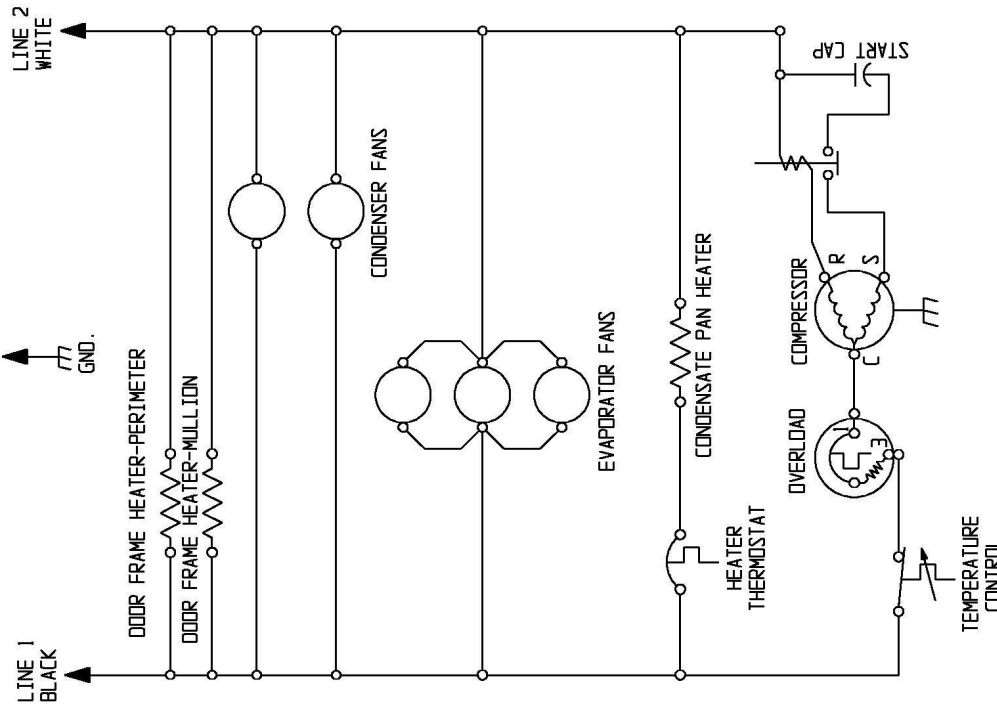 LINE 1
BLACK
LINE 2
WHITE
GND.
DOOR FRAME HEATER-PERIMETER
DOOR FRAME HEATER-MULLION
CONDENSER FANS
EVAPORATOR FANS
HEATER
THERMOSTAT
CONDENSATE PAN HEATER
TEMPERATURE
CONTROL
OVERLOAD
1
3
COMPRESSOR
C
R
S
START CAP